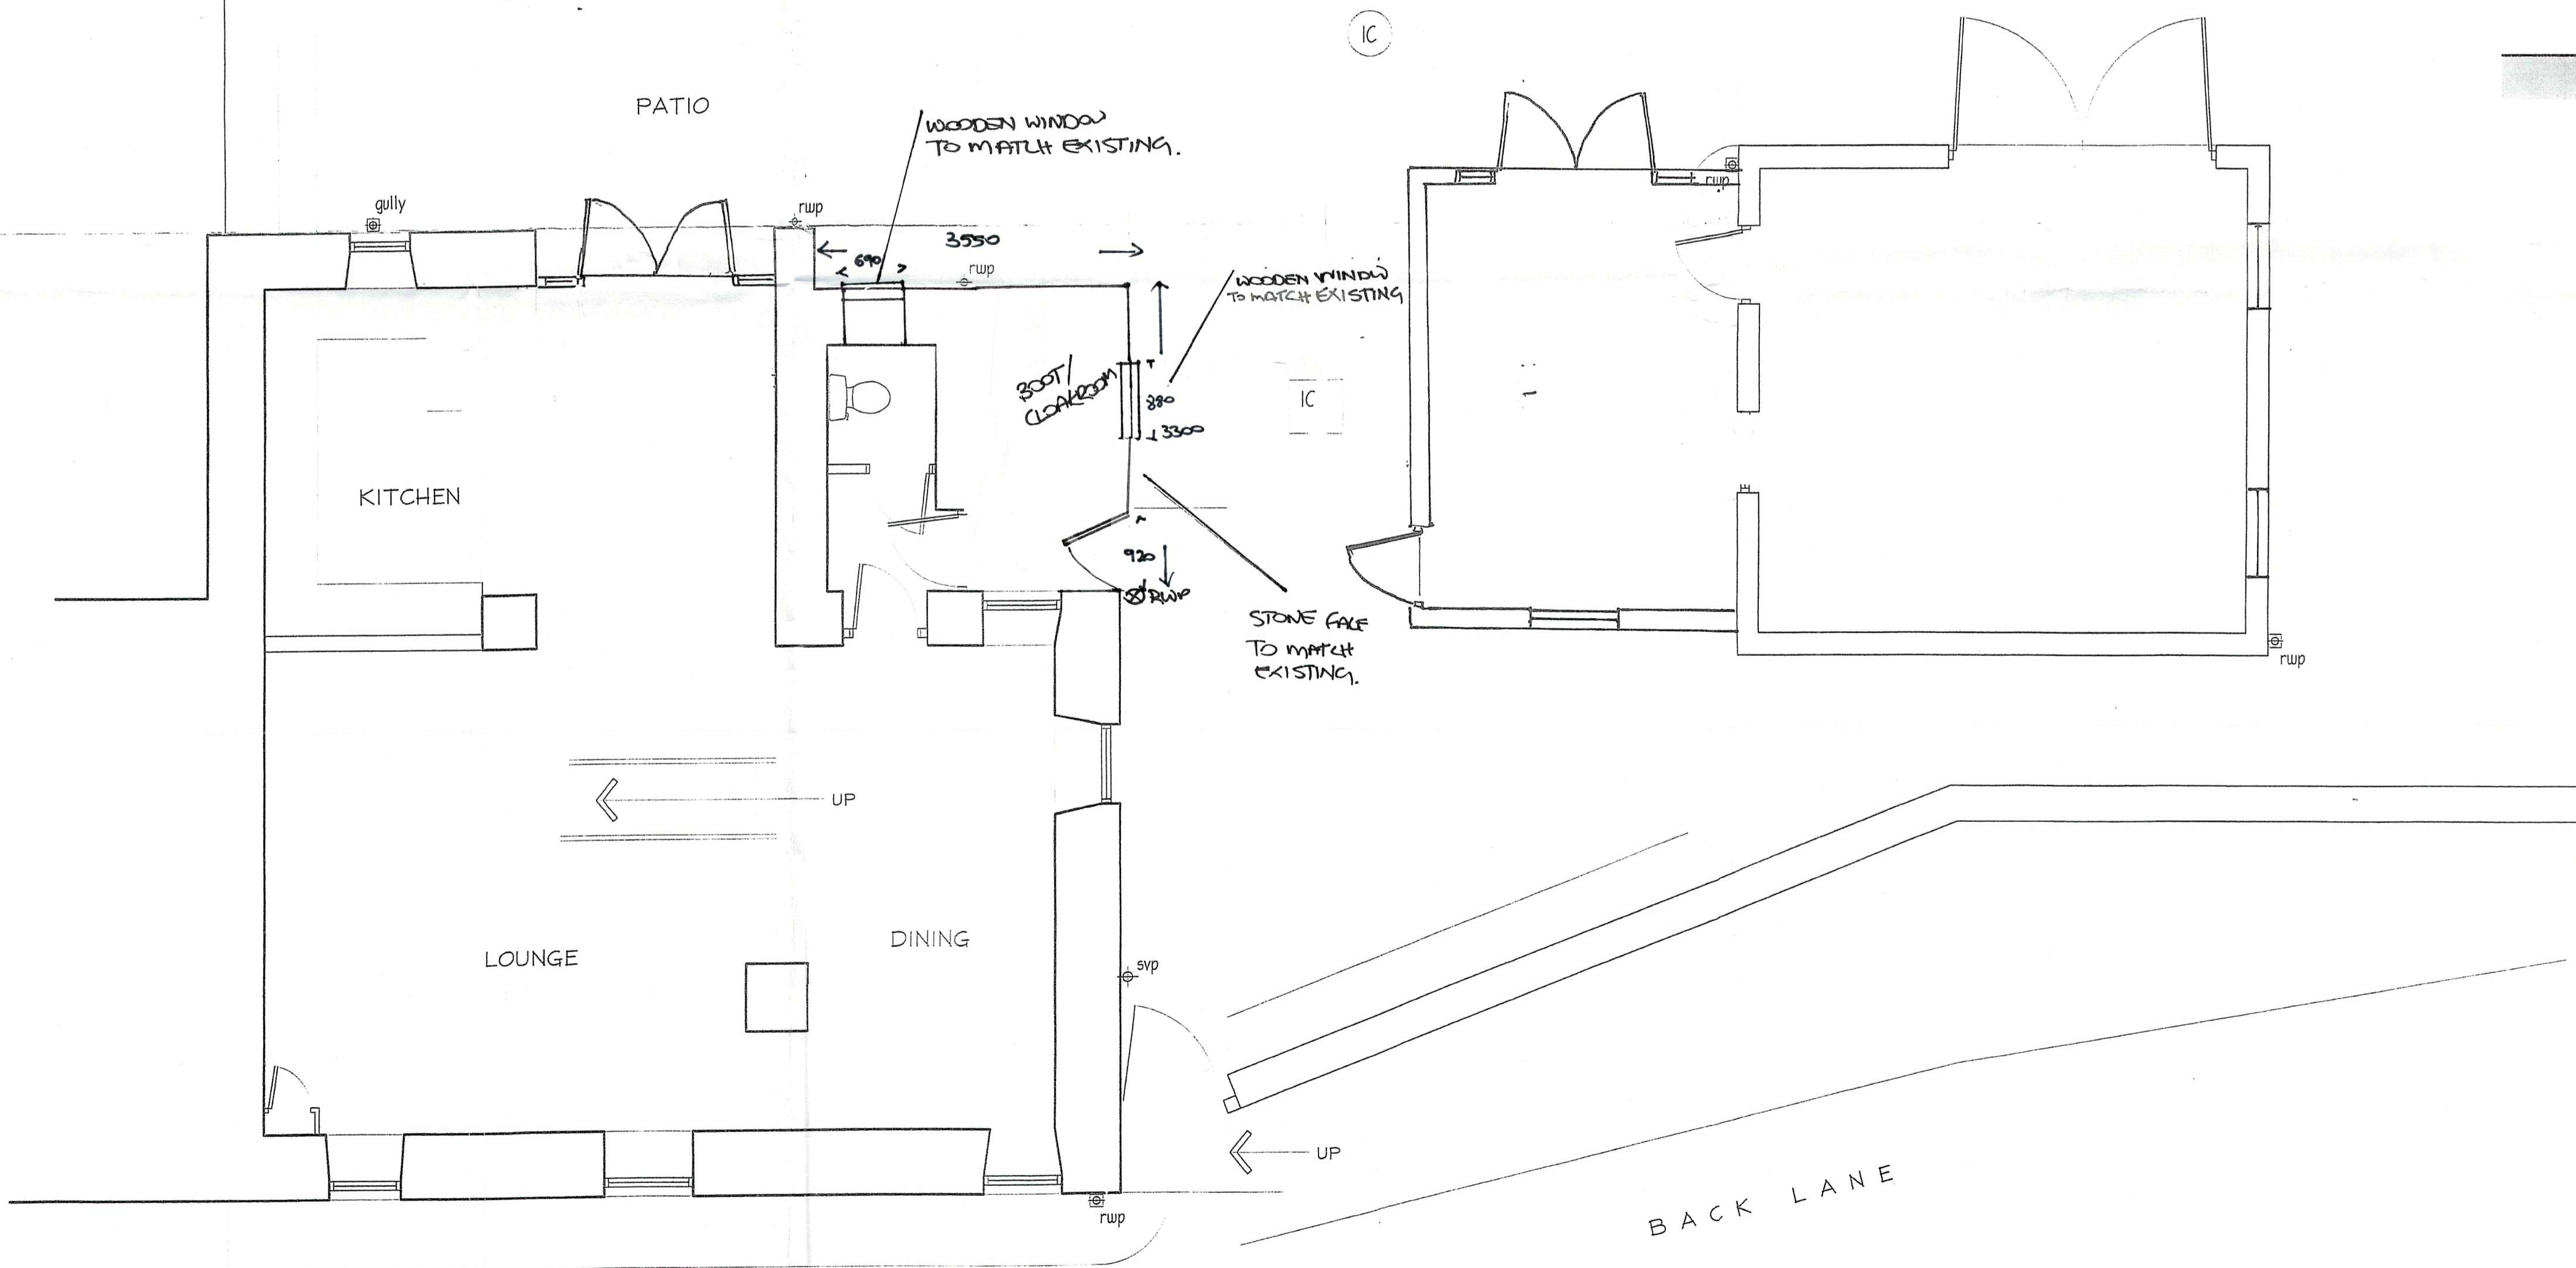 IC
PATIO
WOODEN WINDOW
TO MATCH EXISTING.
gully
rwp
3550
690
rwp
rwp
WOODEN WINDOW
TO MATCH EXISTING
BOOT/
CLOAKROOM
880
3300
IC
KITCHEN
920
RWP
STONE FACE
TO MATCH
EXISTING.
rwp
UP
DINING
LOUNGE
svp
UP
BACK LANE
rwp